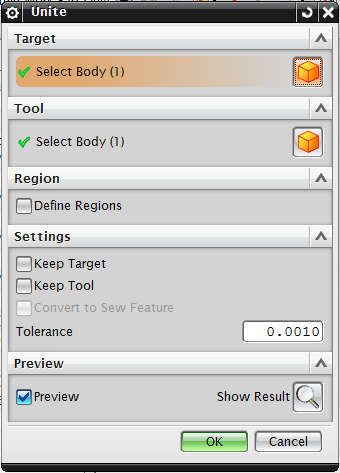 Unite
Target
Select Body (1)
Tool
Select Body (1)
Region
Define Regions
Settings
Keep Target
Keep Tool
Convert to Sew Feature
Tolerance 0.0010
Preview
Preview Show Result
OK Cancel